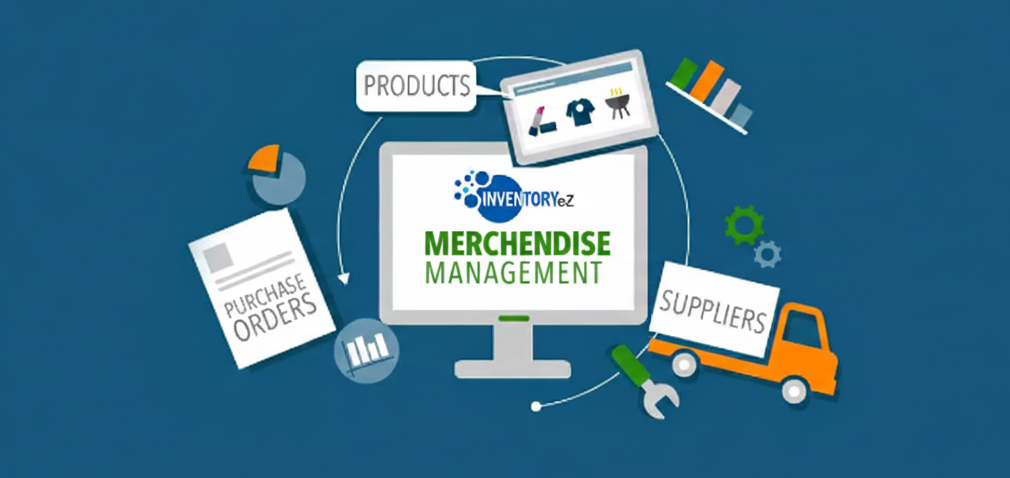 PRODUCTS
INVENTORYeZ
MERCHENDISE
MANAGEMENT
PURCHASE
ORDERS
SUPPLIERS